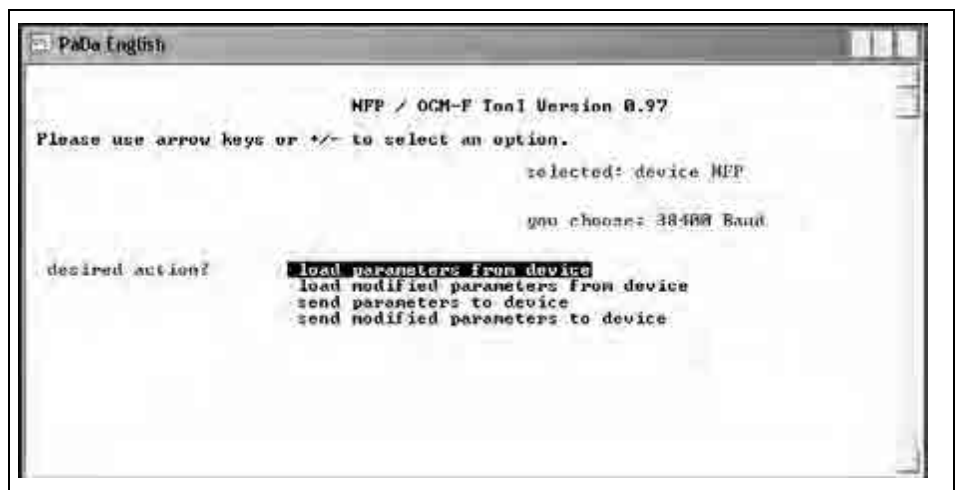 PaDa English
NFP / OCM-F Tool Version 0.97
Please use arrow keys or +/- to select an option.
selected: device NFP
you choose: 38400 Baud
desired action?
load parameters from device
load modified parameters from device
send parameters to device
send modified parameters to device